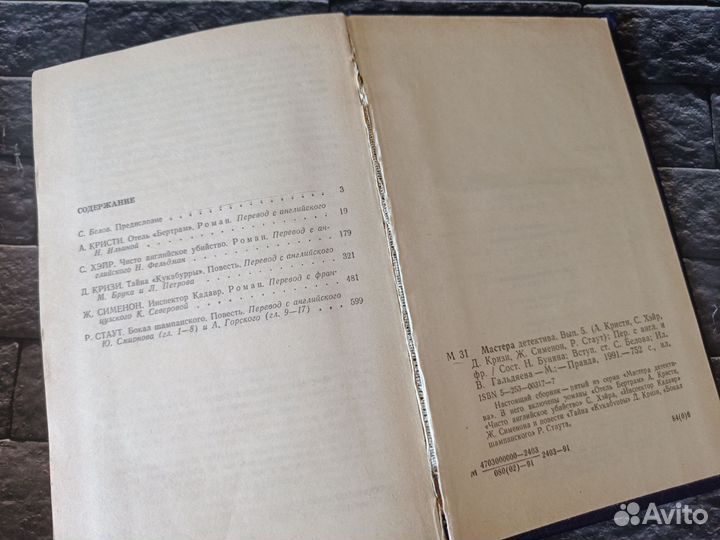 СОДЕРЖАНИЕ
С. Белов. Предисловие . . . . . . . . . . . 3
А. КРИСТИ. Отель «Бертрам». Роман. Перевод с английского
Н. Ильиной . . . . . . . . . . . 19
С. ХЭЙР. Чисто английское убийство. Роман. Перевод с ан-
глийского Н. Фельдман . . . . . . . . . . . 179
Д. КРИЗИ. Тайна «Кукабурры». Повесть. Перевод с английского
М. Брука и Л. Петрова . . . . . . . . . . . 321
Ж. СИМЕНОН. Инспектор Кадавр. Роман. Перевод с фран-
цузского К. Северовой . . . . . . . . . . . 481
Р. СТАУТ. Бокал шампанского. Повесть. Перевод с английского
Ю. Смирнова (гл. 1—8) и А. Горского (гл. 9—17) . . . . 599
М 31 Мастера детектива. Вып. 5. (А. Кристи, С. Хэйр,
Д. Кризи, Ж. Сименон, Р. Стаут): Пер. с англ. и
фр. / Сост. Н. Бунина; Вступ. ст. С. Белова; Ил.
В. Гальдяева — М.: — Правда, 1991.—752 с., ил.
ISBN 5—253—00317—7
Настоящий сборник — пятый из серии «Мастера детекти-
ва». В него включены романы «Отель Бертрам» А. Кристи,
«Чисто английское убийство» С. Хэйра, «Инспектор Кадавр»
Ж. Сименона и повести «Тайна «Кукабурры» Д. Кризи, «Бокал
шампанского» Р. Стаута.
84(0)6
М 4703000000—2403 2403—91
080(02)—91
Avito